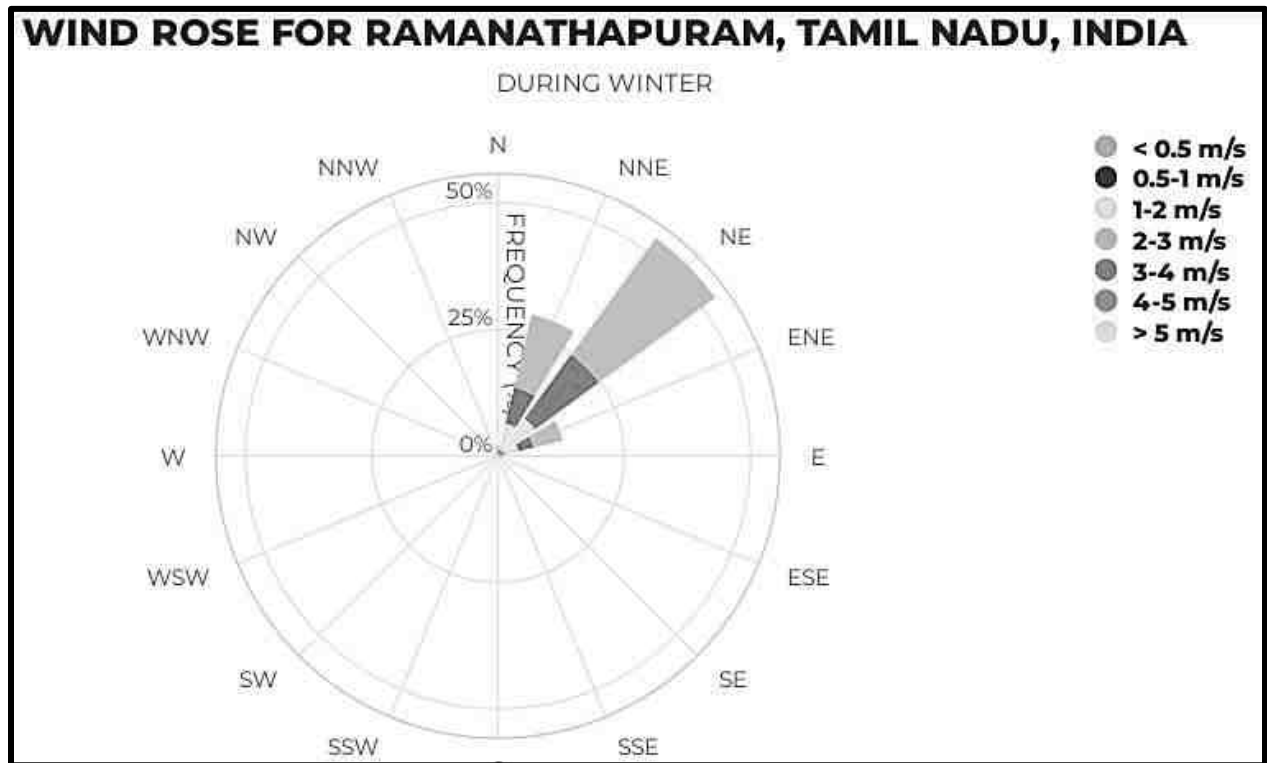 WIND ROSE FOR RAMANATHAPURAM, TAMIL NADU, INDIA
DURING WINTER
N
NNE
NE
ENE
E
ESE
SE
SSE
SSW
SW
WSW
W
WNW
NW
NNW
50%
25%
0%
FREQUENCY
< 0.5 m/s
0.5-1 m/s
1-2 m/s
2-3 m/s
3-4 m/s
4-5 m/s
> 5 m/s